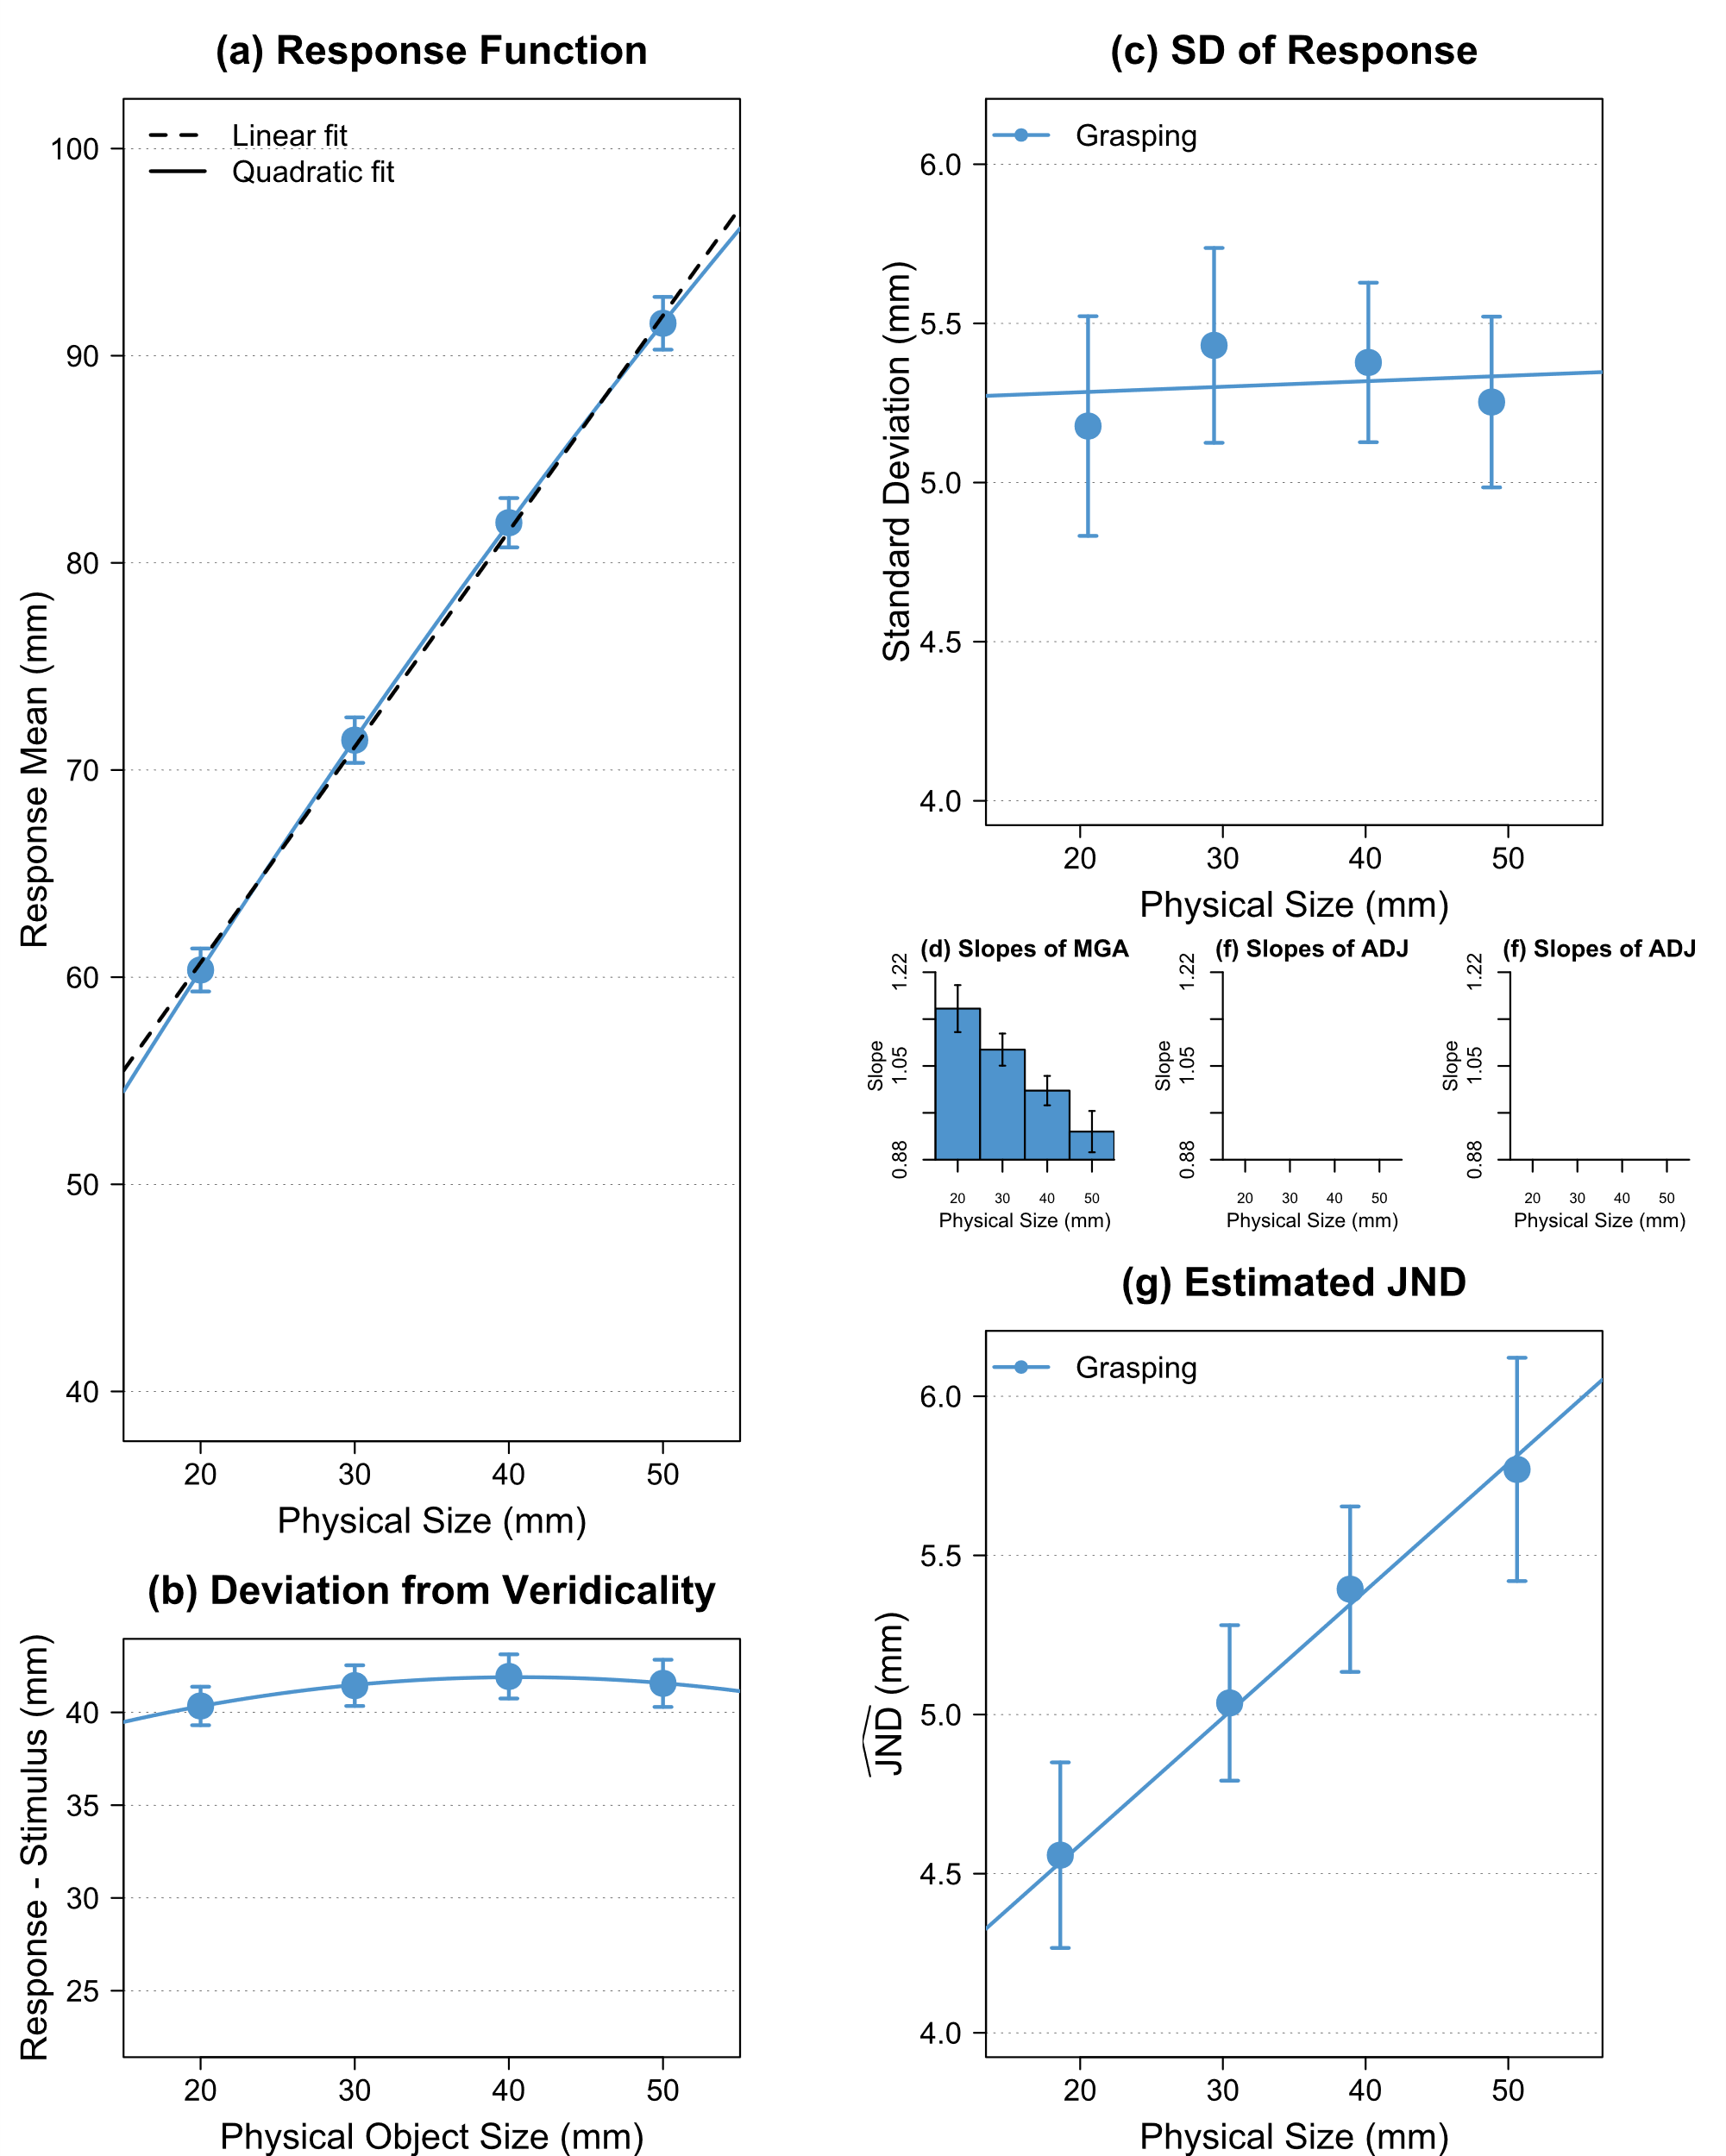 (a) Response Function
Linear fit
Quadratic fit
100
90
80
70
60
50
40
Response Mean (mm)
20 30 40 50
Physical Size (mm)
(b) Deviation from Veridicality
40
35
30
25
Response - Stimulus (mm)
20 30 40 50
Physical Object Size (mm)
(c) SD of Response
Grasping
6.0
5.5
5.0
4.5
4.0
Standard Deviation (mm)
20 30 40 50
Physical Size (mm)
(d) Slopes of MGA
1.22
1.05
0.88
Slope
20 30 40 50
Physical Size (mm)
(f) Slopes of ADJ
1.22
1.05
0.88
Slope
20 30 40 50
Physical Size (mm)
(f) Slopes of ADJ
1.22
1.05
0.88
Slope
20 30 40 50
Physical Size (mm)
(g) Estimated JND
Grasping
6.0
5.5
5.0
4.5
4.0
JND (mm)
20 30 40 50
Physical Size (mm)